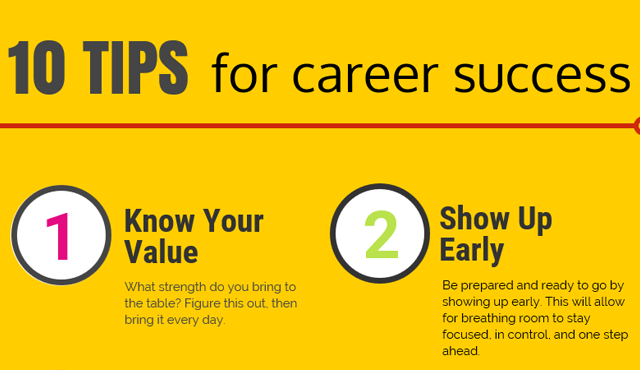 10 TIPS for career success
1
Know Your
Value
What strength do you bring to
the table? Figure this out, then
bring it every day.
2
Show Up
Early
Be prepared and ready to go by
showing up early. This will allow
for breathing room to stay
focused, in control, and one step
ahead.